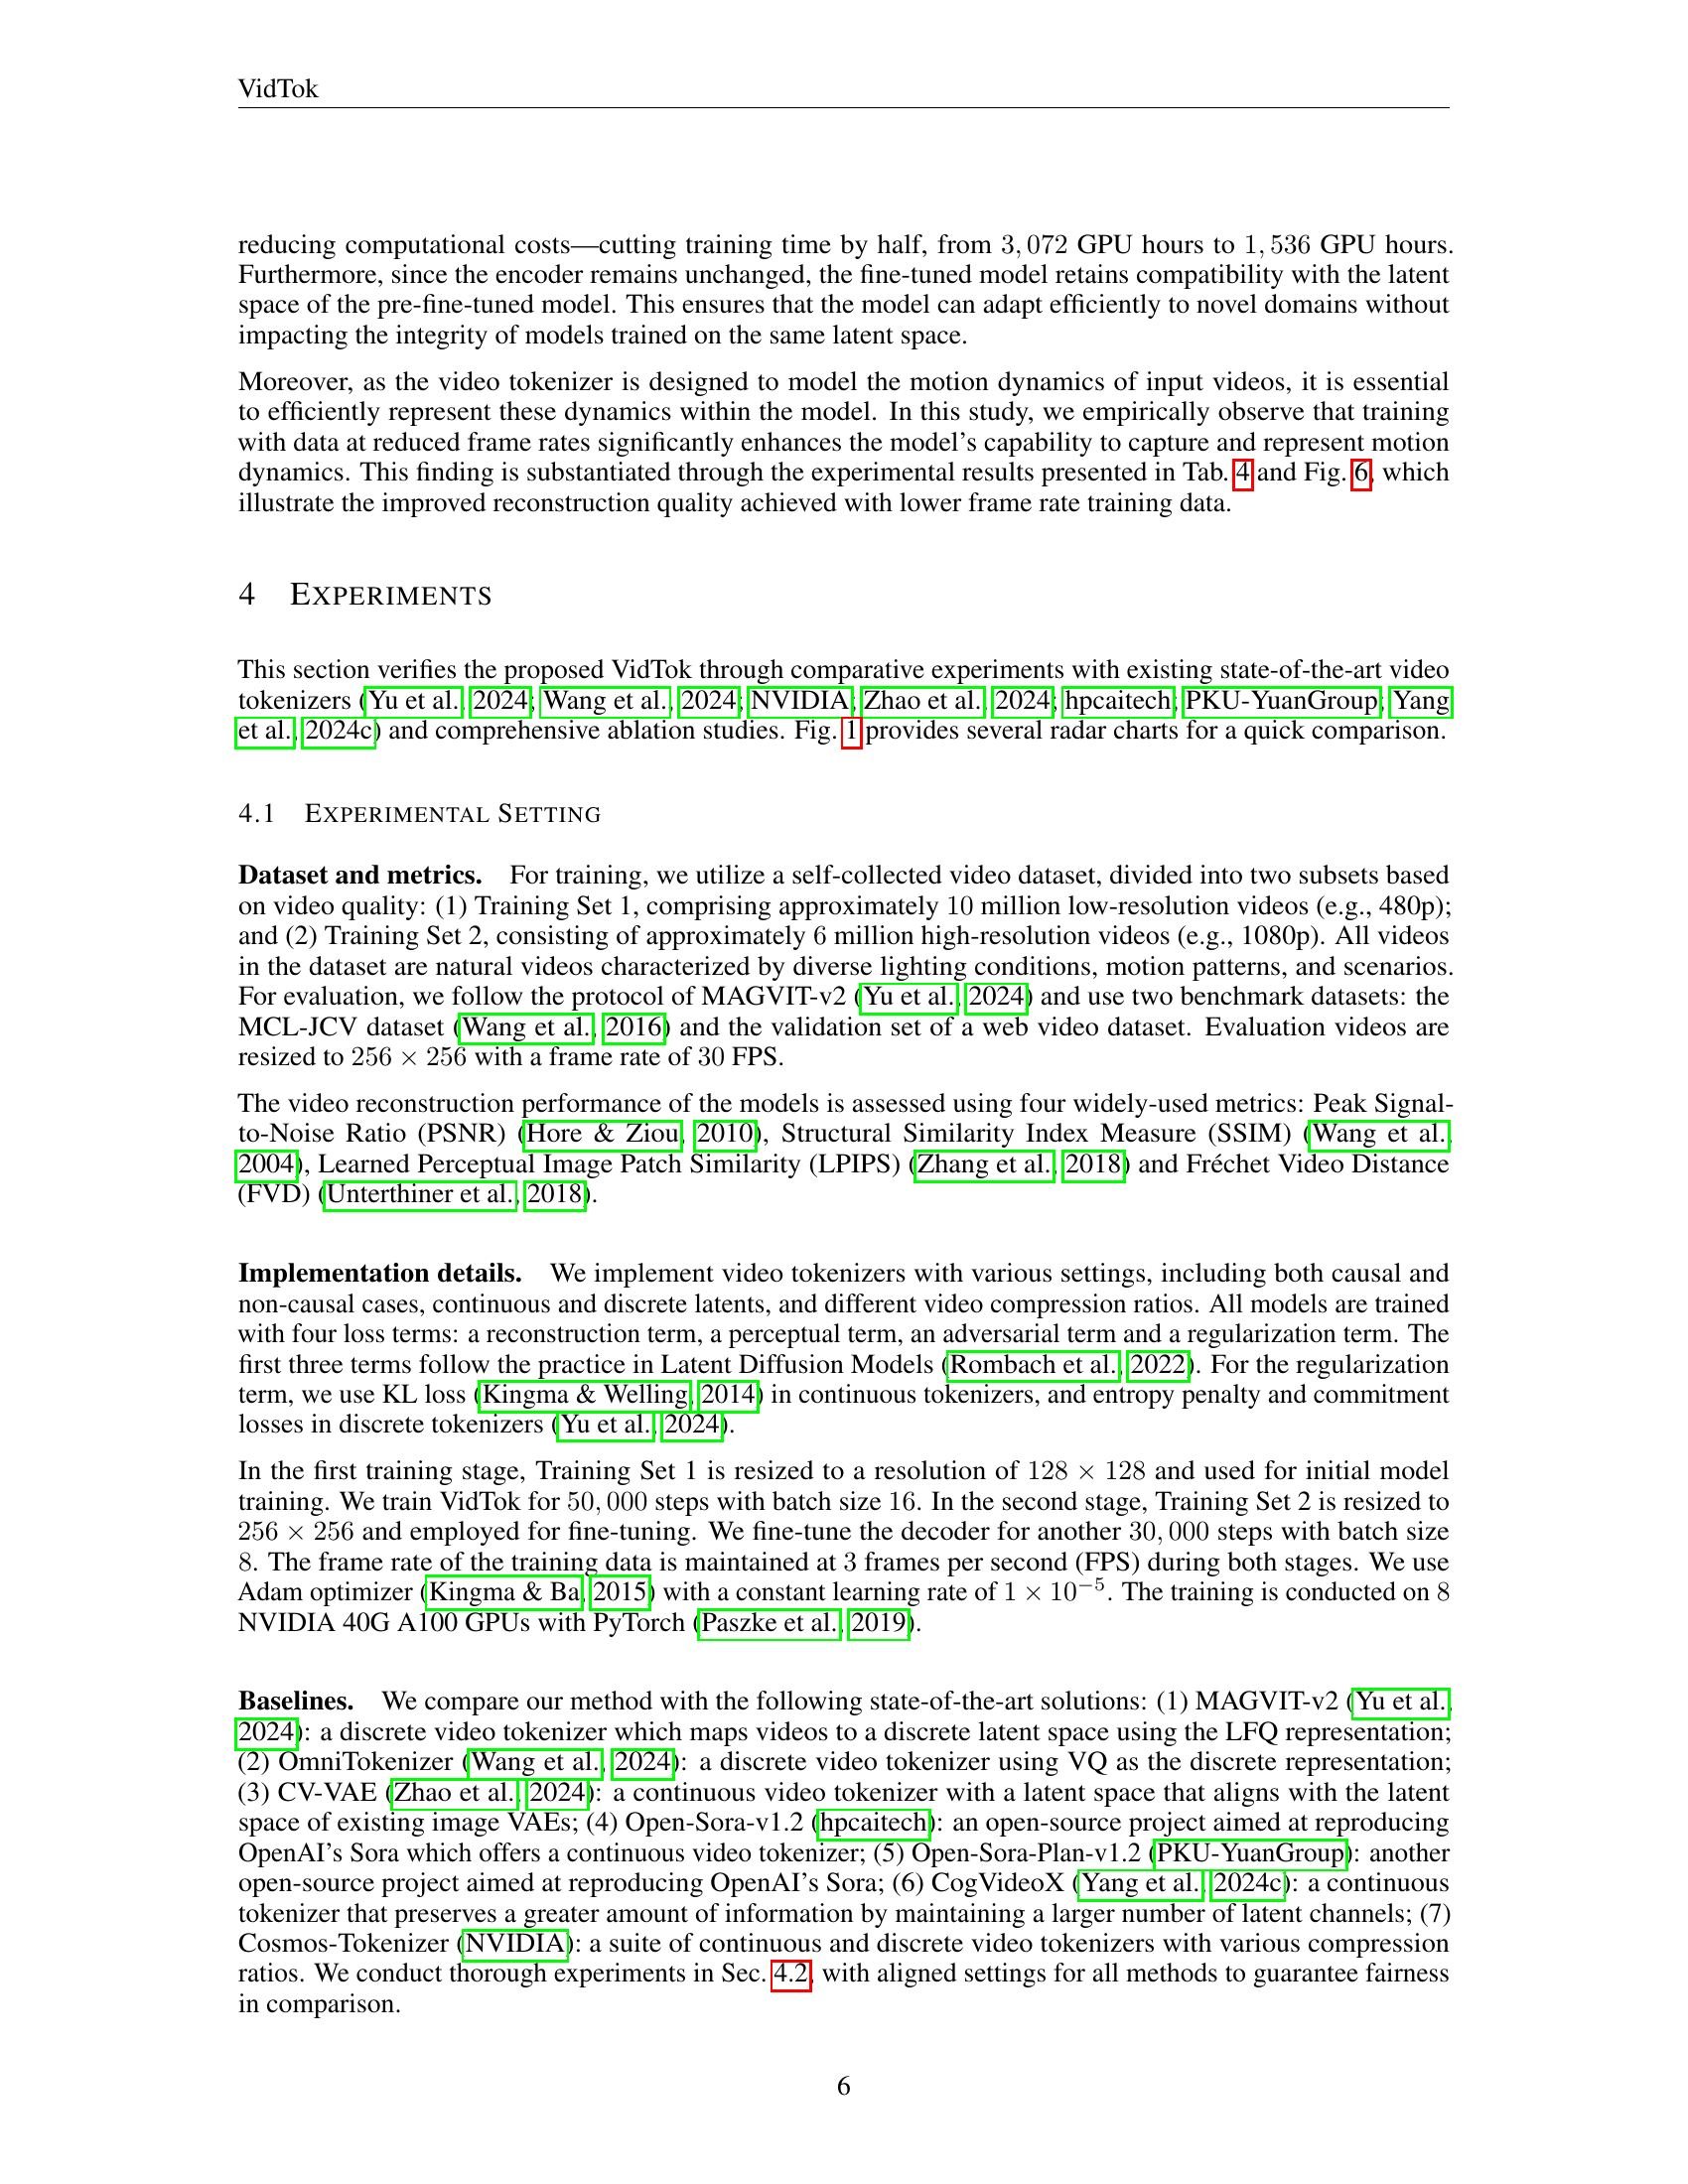 VidTok
reducing computational costs—cutting training time by half, from 3, 072 GPU hours to 1, 536 GPU hours.
Furthermore, since the encoder remains unchanged, the fine-tuned model retains compatibility with the latent
space of the pre-fine-tuned model. This ensures that the model can adapt efficiently to novel domains without
impacting the integrity of models trained on the same latent space.
Moreover, as the video tokenizer is designed to model the motion dynamics of input videos, it is essential
to efficiently represent these dynamics within the model. In this study, we empirically observe that training
with data at reduced frame rates significantly enhances the model's capability to capture and represent motion
dynamics. This finding is substantiated through the experimental results presented in Tab. 4 and Fig. 6, which
illustrate the improved reconstruction quality achieved with lower frame rate training data.
4 EXPERIMENTS
This section verifies the proposed VidTok through comparative experiments with existing state-of-the-art video
tokenizers (Yu et al., 2024; Wang et al., 2024; NVIDIA; Zhao et al., 2024; hpcaitech; PKU-YuanGroup; Yang
et al., 2024c) and comprehensive ablation studies. Fig. 1 provides several radar charts for a quick comparison.
4.1 EXPERIMENTAL SETTING
Dataset and metrics. For training, we utilize a self-collected video dataset, divided into two subsets based
on video quality: (1) Training Set 1, comprising approximately 10 million low-resolution videos (e.g., 480p);
and (2) Training Set 2, consisting of approximately 6 million high-resolution videos (e.g., 1080p). All videos
in the dataset are natural videos characterized by diverse lighting conditions, motion patterns, and scenarios.
For evaluation, we follow the protocol of MAGVIT-v2 (Yu et al., 2024) and use two benchmark datasets: the
MCL-JCV dataset (Wang et al., 2016) and the validation set of a web video dataset. Evaluation videos are
resized to 256 × 256 with a frame rate of 30 FPS.
The video reconstruction performance of the models is assessed using four widely-used metrics: Peak Signal-
to-Noise Ratio (PSNR) (Hore & Ziou, 2010), Structural Similarity Index Measure (SSIM) (Wang et al.,
2004), Learned Perceptual Image Patch Similarity (LPIPS) (Zhang et al., 2018) and Fréchet Video Distance
(FVD) (Unterthiner et al., 2018).
Implementation details. We implement video tokenizers with various settings, including both causal and
non-causal cases, continuous and discrete latents, and different video compression ratios. All models are trained
with four loss terms: a reconstruction term, a perceptual term, an adversarial term and a regularization term. The
first three terms follow the practice in Latent Diffusion Models (Rombach et al., 2022). For the regularization
term, we use KL loss (Kingma & Welling, 2014) in continuous tokenizers, and entropy penalty and commitment
losses in discrete tokenizers (Yu et al., 2024).
In the first training stage, Training Set 1 is resized to a resolution of 128 × 128 and used for initial model
training. We train VidTok for 50, 000 steps with batch size 16. In the second stage, Training Set 2 is resized to
256 × 256 and employed for fine-tuning. We fine-tune the decoder for another 30, 000 steps with batch size
8. The frame rate of the training data is maintained at 3 frames per second (FPS) during both stages. We use
Adam optimizer (Kingma & Ba, 2015) with a constant learning rate of 1 × 10⁻⁵. The training is conducted on 8
NVIDIA 40G A100 GPUs with PyTorch (Paszke et al., 2019).
Baselines. We compare our method with the following state-of-the-art solutions: (1) MAGVIT-v2 (Yu et al.,
2024): a discrete video tokenizer which maps videos to a discrete latent space using the LFQ representation;
(2) OmniTokenizer (Wang et al., 2024): a discrete video tokenizer using VQ as the discrete representation;
(3) CV-VAE (Zhao et al., 2024): a continuous video tokenizer with a latent space that aligns with the latent
space of existing image VAEs; (4) Open-Sora-v1.2 (hpcaitech): an open-source project aimed at reproducing
OpenAI's Sora which offers a continuous video tokenizer; (5) Open-Sora-Plan-v1.2 (PKU-YuanGroup): another
open-source project aimed at reproducing OpenAI's Sora; (6) CogVideoX (Yang et al., 2024c): a continuous
tokenizer that preserves a greater amount of information by maintaining a larger number of latent channels; (7)
Cosmos-Tokenizer (NVIDIA): a suite of continuous and discrete video tokenizers with various compression
ratios. We conduct thorough experiments in Sec. 4.2, with aligned settings for all methods to guarantee fairness
in comparison.
6